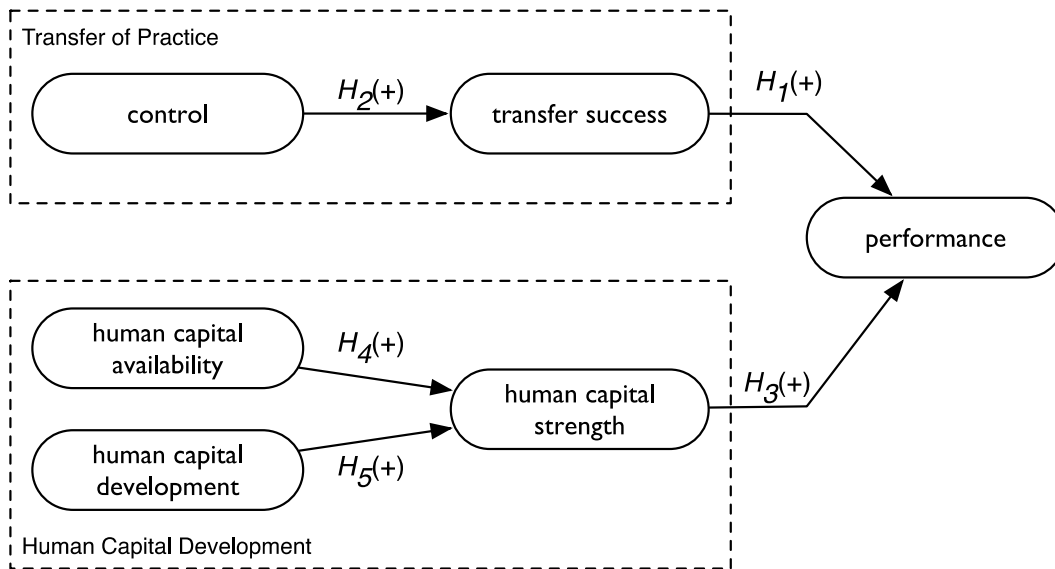 Transfer of Practice
control
H2(+)
transfer success
H1(+)
performance
human capital
availability
H4(+)
human capital
strength
H3(+)
human capital
development
H5(+)
Human Capital Development